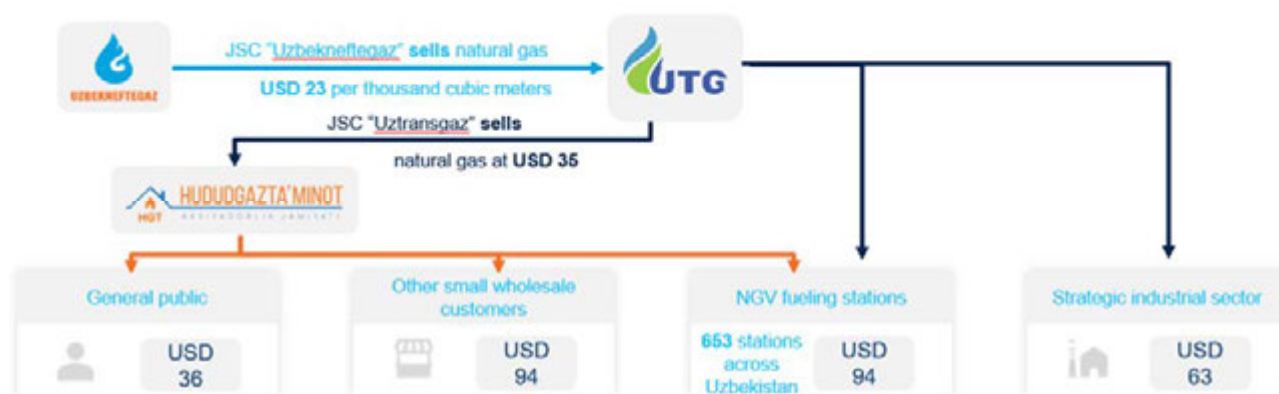 JSC "Uzbekneftegaz" sells natural gas
UZBEKNEFTEGAZ
USD 23 per thousand cubic meters
UTG
JSC "Uztransgaz" sells
natural gas at USD 35
HGT
HUDUDGAZTA'MINOT
AKSIYADORLIK JAMIYATI
General public
USD
36
Other small wholesale
customers
USD
94
NGV fueling stations
653 stations
across
Uzbekistan
USD
94
Strategic industrial sector
USD
63